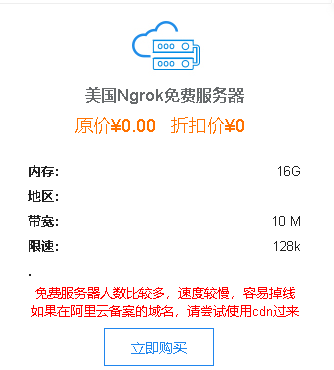 美国Ngrok免费服务器
原价¥0.00 折扣价¥0
内存: 16G
地区:
带宽: 10 M
限速: 128k
.
免费服务器人数比较多，速度较慢，容易掉线
如果在阿里云备案的域名，请尝试使用cdn过来
立即购买